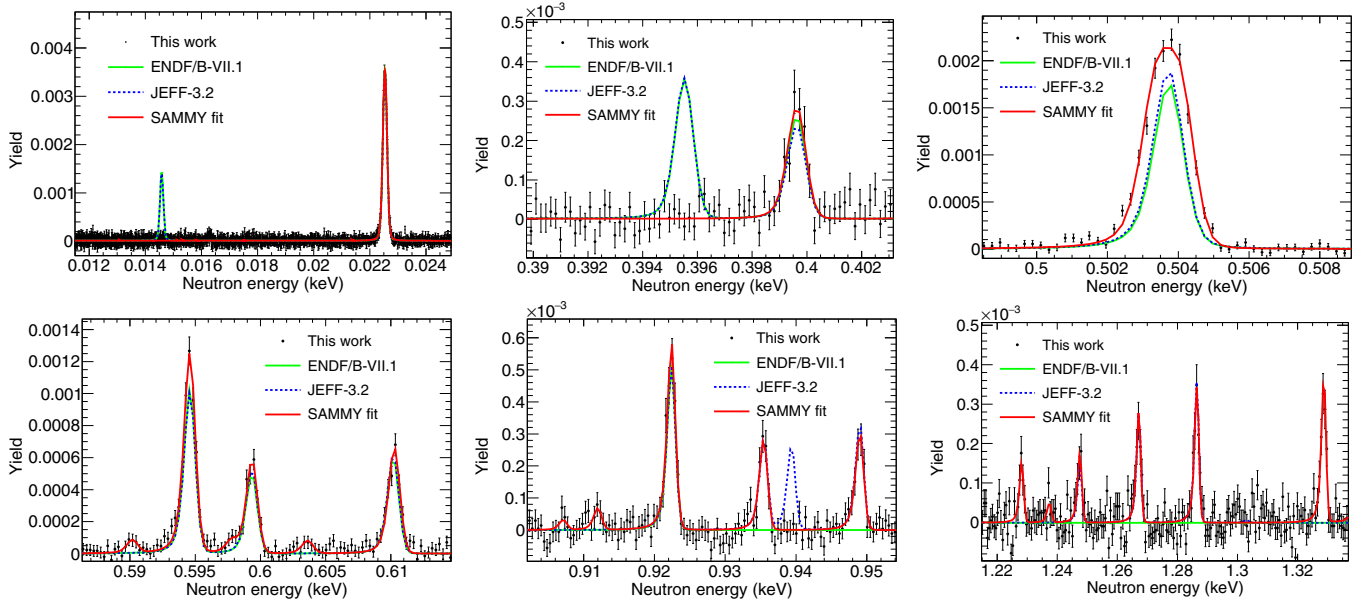 0.004
0.003
0.002
0.001
0
Yield
This work
ENDF/B-VII.1
JEFF-3.2
SAMMY fit
0.012 0.014 0.016 0.018 0.02 0.022 0.024
Neutron energy (keV)
×10⁻³
0.5
0.4
0.3
0.2
0.1
0
Yield
This work
ENDF/B-VII.1
JEFF-3.2
SAMMY fit
0.39 0.392 0.394 0.396 0.398 0.4 0.402
Neutron energy (keV)
0.002
0.0015
0.001
0.0005
0
Yield
This work
ENDF/B-VII.1
JEFF-3.2
SAMMY fit
0.5 0.502 0.504 0.506 0.508
Neutron energy (keV)
0.0014
0.0012
0.001
0.0008
0.0006
0.0004
0.0002
0
Yield
This work
ENDF/B-VII.1
JEFF-3.2
SAMMY fit
0.59 0.595 0.6 0.605 0.61
Neutron energy (keV)
×10⁻³
0.6
0.4
0.2
0
Yield
This work
ENDF/B-VII.1
JEFF-3.2
SAMMY fit
0.91 0.92 0.93 0.94 0.95
Neutron energy (keV)
×10⁻³
0.5
0.4
0.3
0.2
0.1
0
Yield
This work
ENDF/B-VII.1
JEFF-3.2
SAMMY fit
1.22 1.24 1.26 1.28 1.3 1.32
Neutron energy (keV)